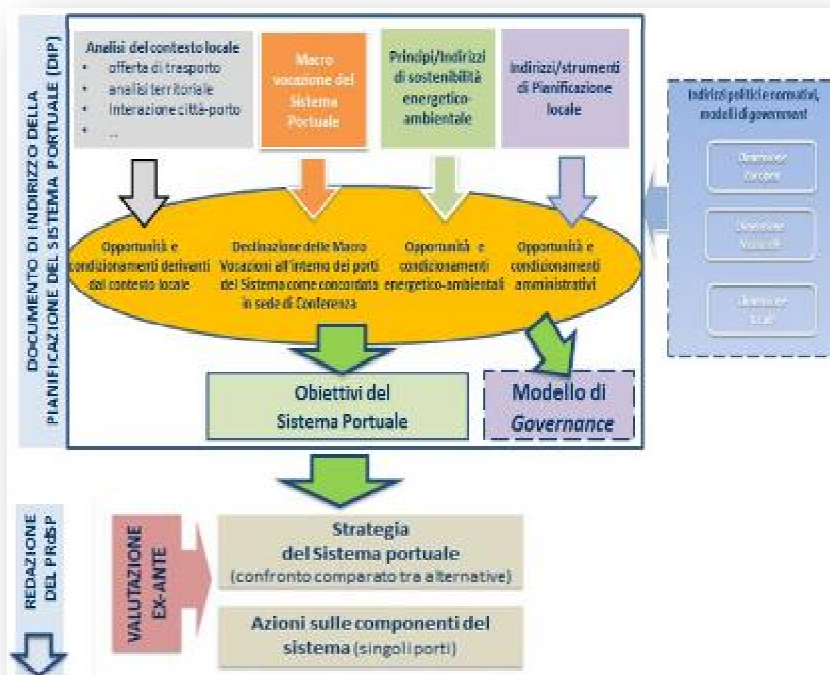 DOCUMENTO DI INDIRIZZO DELLA
PIANIFICAZIONE DEL SISTEMA PORTUALE (DIP)
Analisi del contesto locale
• offerta di trasporto
• analisi territoriale
• Interazione città-porto
• ...
Macro
vocazione del
Sistema
Portuale
Principi/Indirizzi
di sostenibilità
energetico-
ambientale
Indirizzi/strumenti
di Pianificazione
locale
Indirizzi politici e normativi,
modelli di government
Dimensione
Dimensione
Dimensione
Opportunità e
condizionamenti derivanti
dal contesto locale
Declinazione delle Macro
Vocazioni all'interno dei porti
del Sistema come concordata
in sede di Conferenza
Opportunità e
condizionamenti
energetico-ambientali
Opportunità e
condizionamenti
amministrativi
Obiettivi del
Sistema Portuale
Modello di
Governance
REDAZIONE
DEL PRdSP
VALUTAZIONE
EX-ANTE
Strategia
del Sistema portuale
(confronto comparato tra alternative)
Azioni sulle componenti del
sistema (singoli porti)